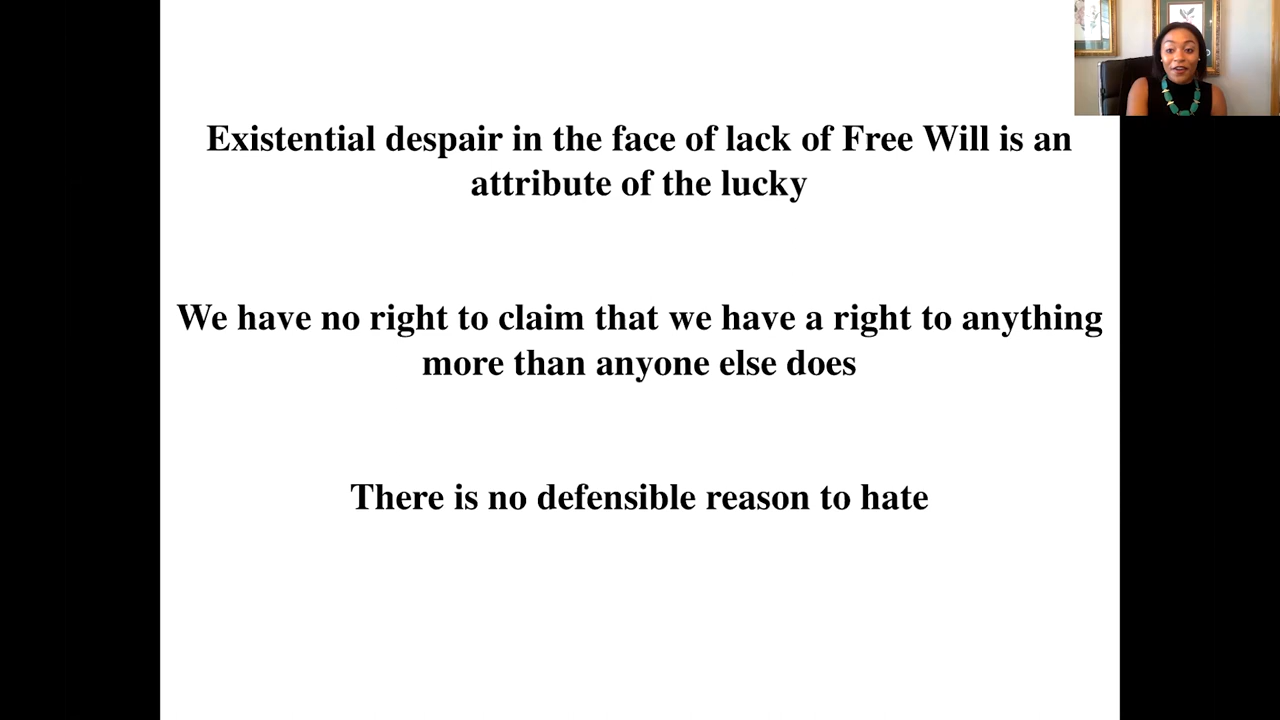 Existential despair in the face of lack of Free Will is an
attribute of the lucky
We have no right to claim that we have a right to anything
more than anyone else does
There is no defensible reason to hate